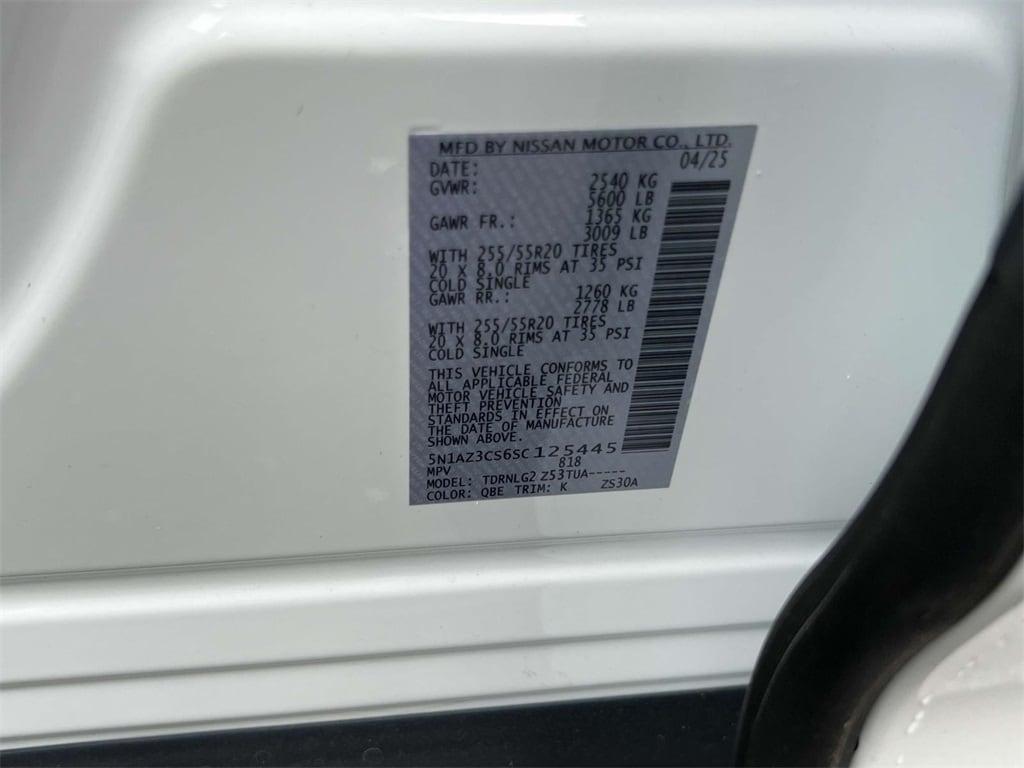 MFD BY NISSAN MOTOR CO., LTD.
DATE: 04/25
GVWR: 2540 KG
5600 LB
GAWR FR.: 1365 KG
3009 LB
WITH 255/55R20 TIRES
20 X 8.0 RIMS AT 35 PSI
COLD SINGLE
GAWR RR.: 1260 KG
2778 LB
WITH 255/55R20 TIRES
20 X 8.0 RIMS AT 35 PSI
COLD SINGLE
THIS VEHICLE CONFORMS TO
ALL APPLICABLE FEDERAL
MOTOR VEHICLE SAFETY AND
THEFT PREVENTION
STANDARDS IN EFFECT ON
THE DATE OF MANUFACTURE
SHOWN ABOVE.
5N1AZ3CS6SC125445
MPV 818
MODEL: TDRNLG2 Z53TUA-----
COLOR: QBE TRIM: K ZS30A